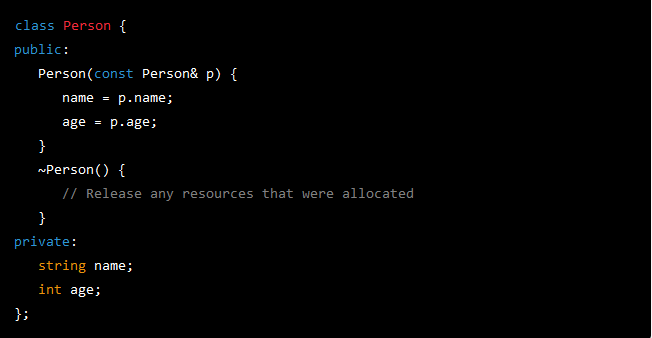 class Person {
public:
   Person(const Person& p) {
      name = p.name;
      age = p.age;
   }
   ~Person() {
      // Release any resources that were allocated
   }
private:
   string name;
   int age;
};